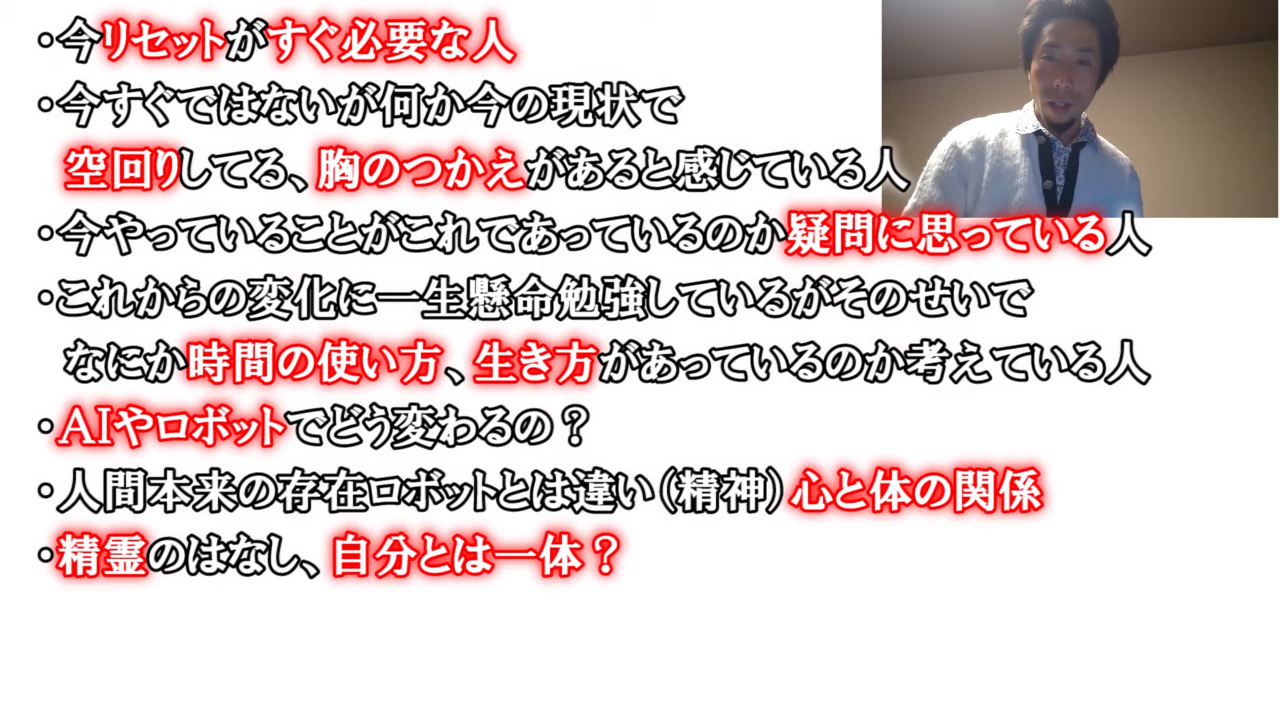 ・今リセットがすぐ必要な人
・今すぐではないが何か今の現状で
空回りしてる、胸のつかえがあると感じている人
・今やっていることがこれであっているのか疑問に思っている人
・これからの変化に一生懸命勉強しているがそのせいで
なにか時間の使い方、生き方があっているのか考えている人
・AIやロボットでどう変わるの？
・人間本来の存在ロボットとは違い（精神）心と体の関係
・精霊のはなし、自分とは一体？